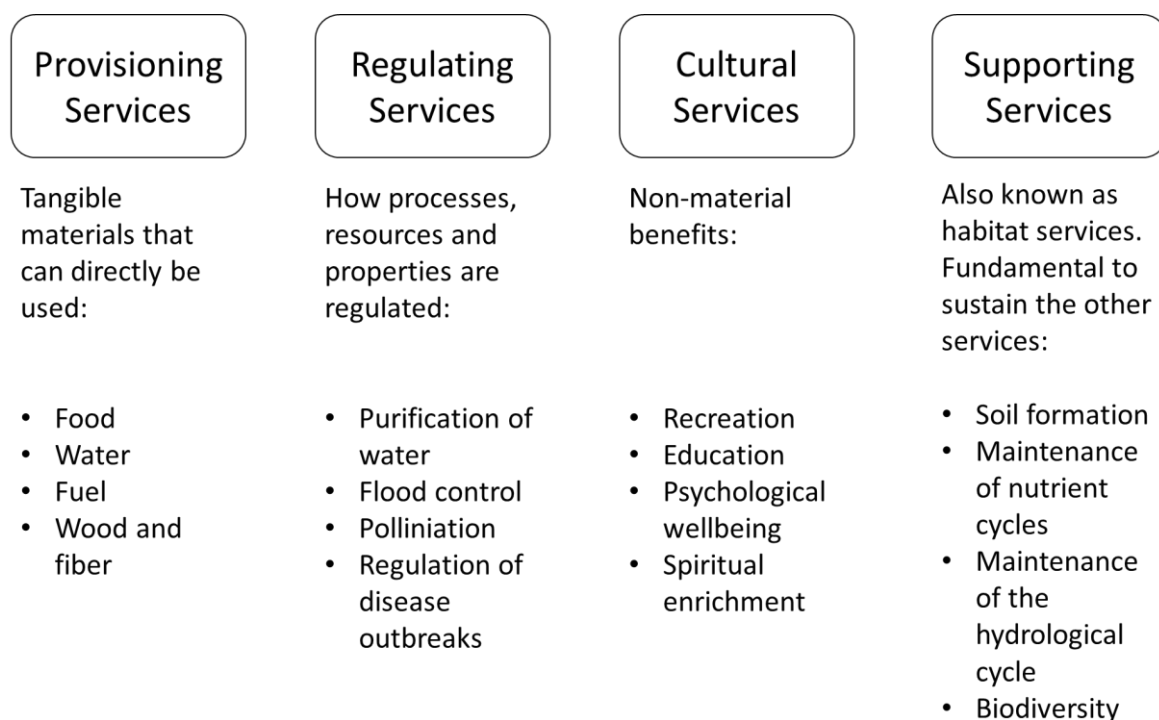 Provisioning
Services
Tangible
materials that
can directly be
used:
• Food
• Water
• Fuel
• Wood and
fiber
Regulating
Services
How processes,
resources and
properties are
regulated:
• Purification of
water
• Flood control
• Polliniation
• Regulation of
disease
outbreaks
Cultural
Services
Non-material
benefits:
• Recreation
• Education
• Psychological
wellbeing
• Spiritual
enrichment
Supporting
Services
Also known as
habitat services.
Fundamental to
sustain the other
services:
• Soil formation
• Maintenance
of nutrient
cycles
• Maintenance
of the
hydrological
cycle
• Biodiversity